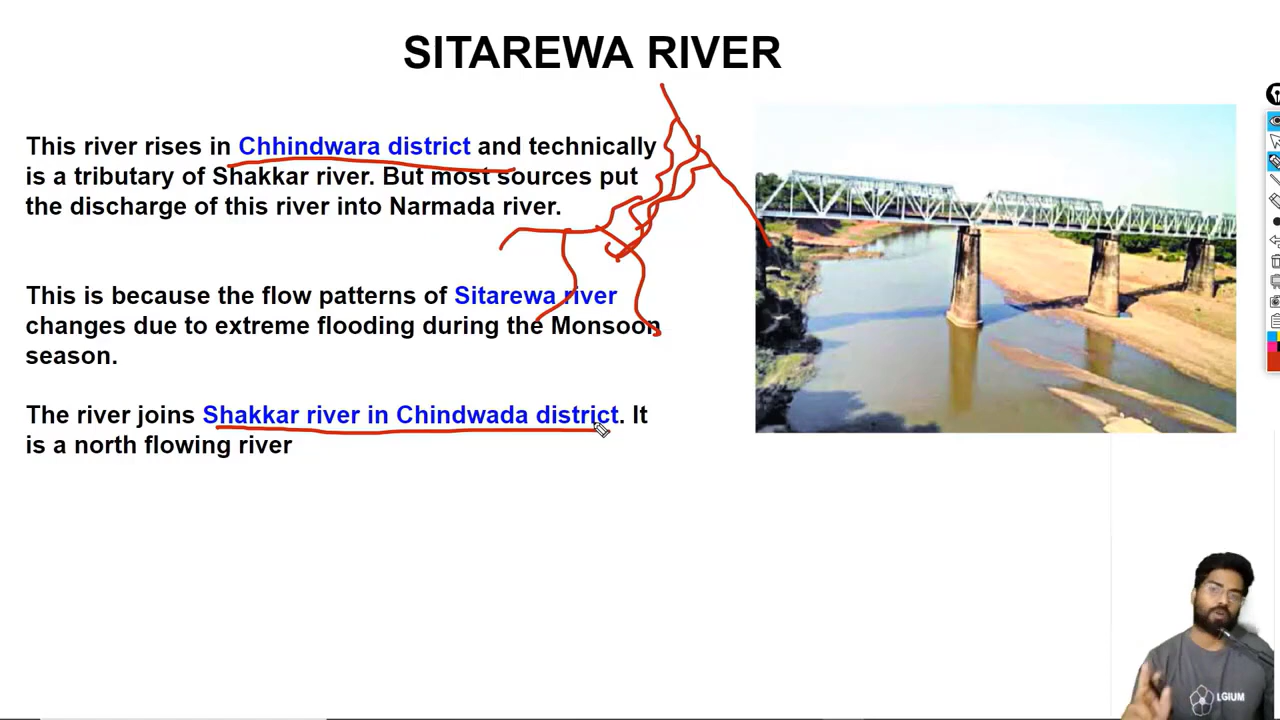 SITAREWA RIVER
This river rises in Chhindwara district and technically
is a tributary of Shakkar river. But most sources put
the discharge of this river into Narmada river.
This is because the flow patterns of Sitarewa river
changes due to extreme flooding during the Monsoon
season.
The river joins Shakkar river in Chindwada district. It
is a north flowing river
LGIUM